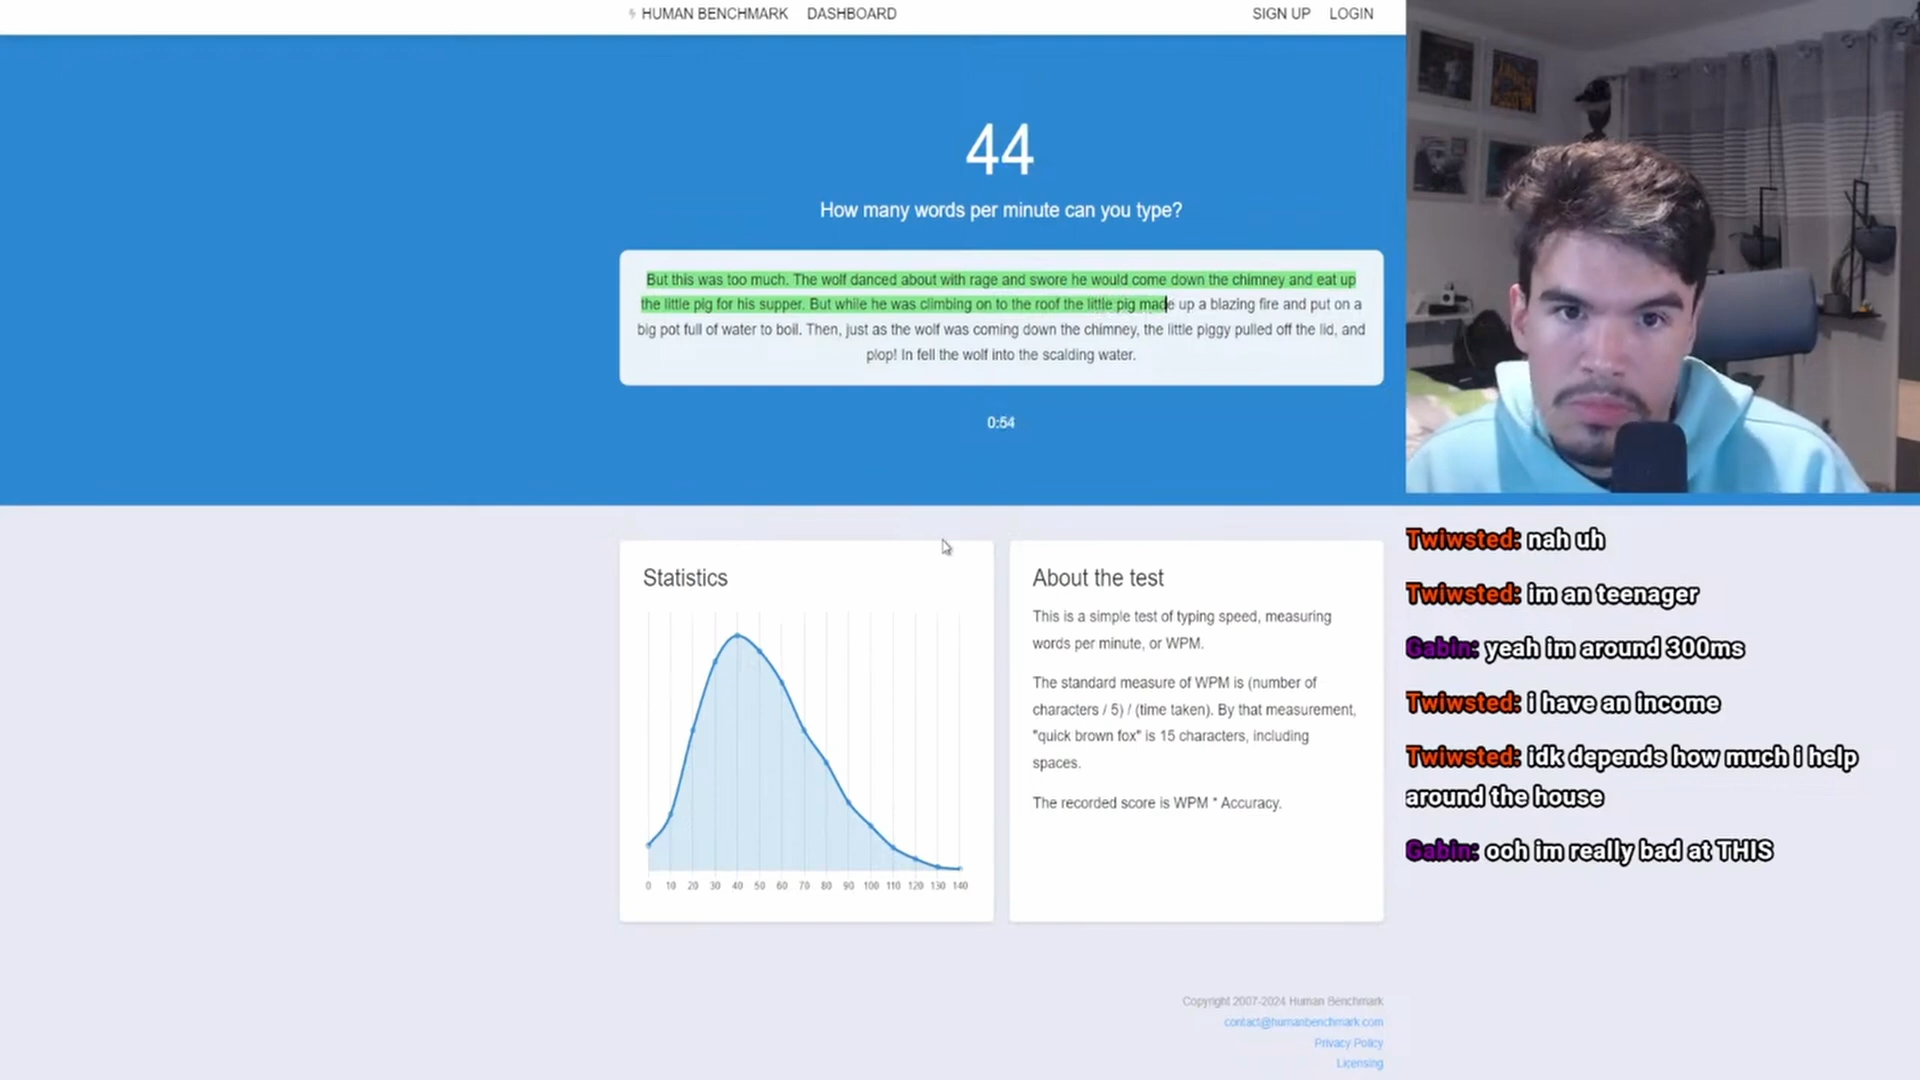 HUMAN BENCHMARK DASHBOARD SIGN UP LOGIN
44
How many words per minute can you type?
But this was too much. The wolf danced about with rage and swore he would come down the chimney and eat up
the little pig for his supper. But while he was climbing on to the roof the little pig made up a blazing fire and put on a
big pot full of water to boil. Then, just as the wolf was coming down the chimney, the little piggy pulled off the lid, and
plop! In fell the wolf into the scalding water.
0:54
Statistics
0 10 20 30 40 50 60 70 80 90 100 110 120 130 140
About the test
This is a simple test of typing speed, measuring
words per minute, or WPM.
The standard measure of WPM is (number of
characters / 5) / (time taken). By that measurement,
"quick brown fox" is 15 characters, including
spaces.
The recorded score is WPM * Accuracy.
Copyright 2007-2024 Human Benchmark
contact@humanbenchmark.com
Privacy Policy
Licensing
Twiwsted: nah uh
Twiwsted: im an teenager
Gabin: yeah im around 300ms
Twiwsted: i have an income
Twiwsted: idk depends how much i help
around the house
Gabin: ooh im really bad at THIS